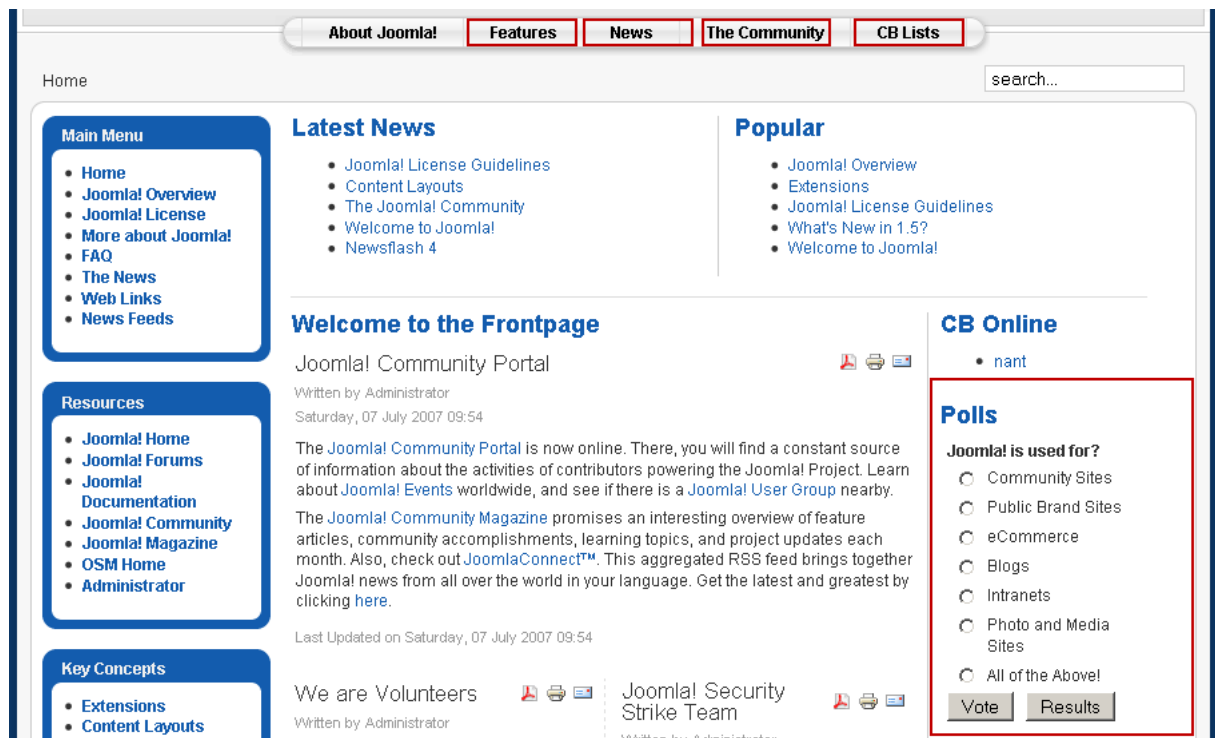 About Joomla! Features News The Community CB Lists
Home
search...
Main Menu
Home
Joomla! Overview
Joomla! License
More about Joomla!
FAQ
The News
Web Links
News Feeds
Resources
Joomla! Home
Joomla! Forums
Joomla!
Documentation
Joomla! Community
Joomla! Magazine
OSM Home
Administrator
Key Concepts
Extensions
Content Layouts
Latest News
Joomla! License Guidelines
Content Layouts
The Joomla! Community
Welcome to Joomla!
Newsflash 4
Popular
Joomla! Overview
Extensions
Joomla! License Guidelines
What's New in 1.5?
Welcome to Joomla!
Welcome to the Frontpage
Joomla! Community Portal
Written by Administrator
Saturday, 07 July 2007 09:54
The Joomla! Community Portal is now online. There, you will find a constant source
of information about the activities of contributors powering the Joomla! Project. Learn
about Joomla! Events worldwide, and see if there is a Joomla! User Group nearby.
The Joomla! Community Magazine promises an interesting overview of feature
articles, community accomplishments, learning topics, and project updates each
month. Also, check out JoomlaConnect™. This aggregated RSS feed brings together
Joomla! news from all over the world in your language. Get the latest and greatest by
clicking here.
Last Updated on Saturday, 07 July 2007 09:54
We are Volunteers
Written by Administrator
Joomla! Security
Strike Team
Written by Administrator
CB Online
nant
Polls
Joomla! is used for?
Community Sites
Public Brand Sites
eCommerce
Blogs
Intranets
Photo and Media
Sites
All of the Above!
Vote Results